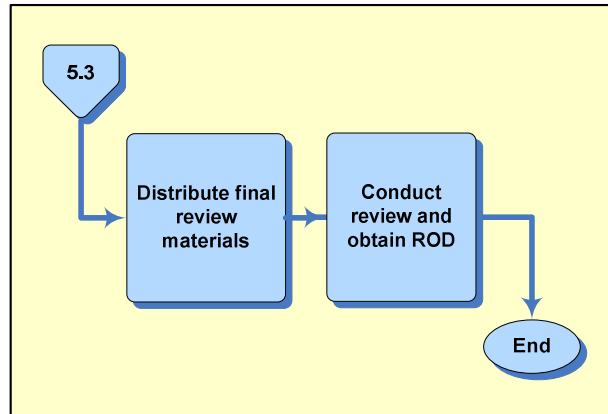 5.3
Distribute final
review
materials
Conduct
review and
obtain ROD
End